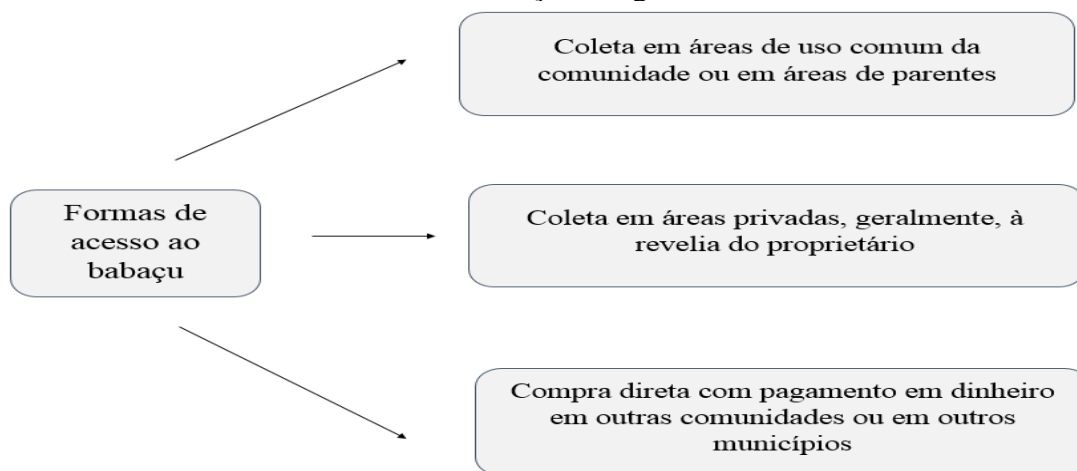 Formas de
acesso ao
babaçu
Coleta em áreas de uso comum da
comunidade ou em áreas de parentes
Coleta em áreas privadas, geralmente, à
revelia do proprietário
Compra direta com pagamento em dinheiro
em outras comunidades ou em outros
municípios